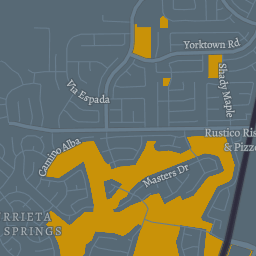 Yorktown Rd
Shady Maple
Via Espada
Rustico Ris
& Pizze
Camino Alba
Masters Dr
RRIETA
SPRINGS